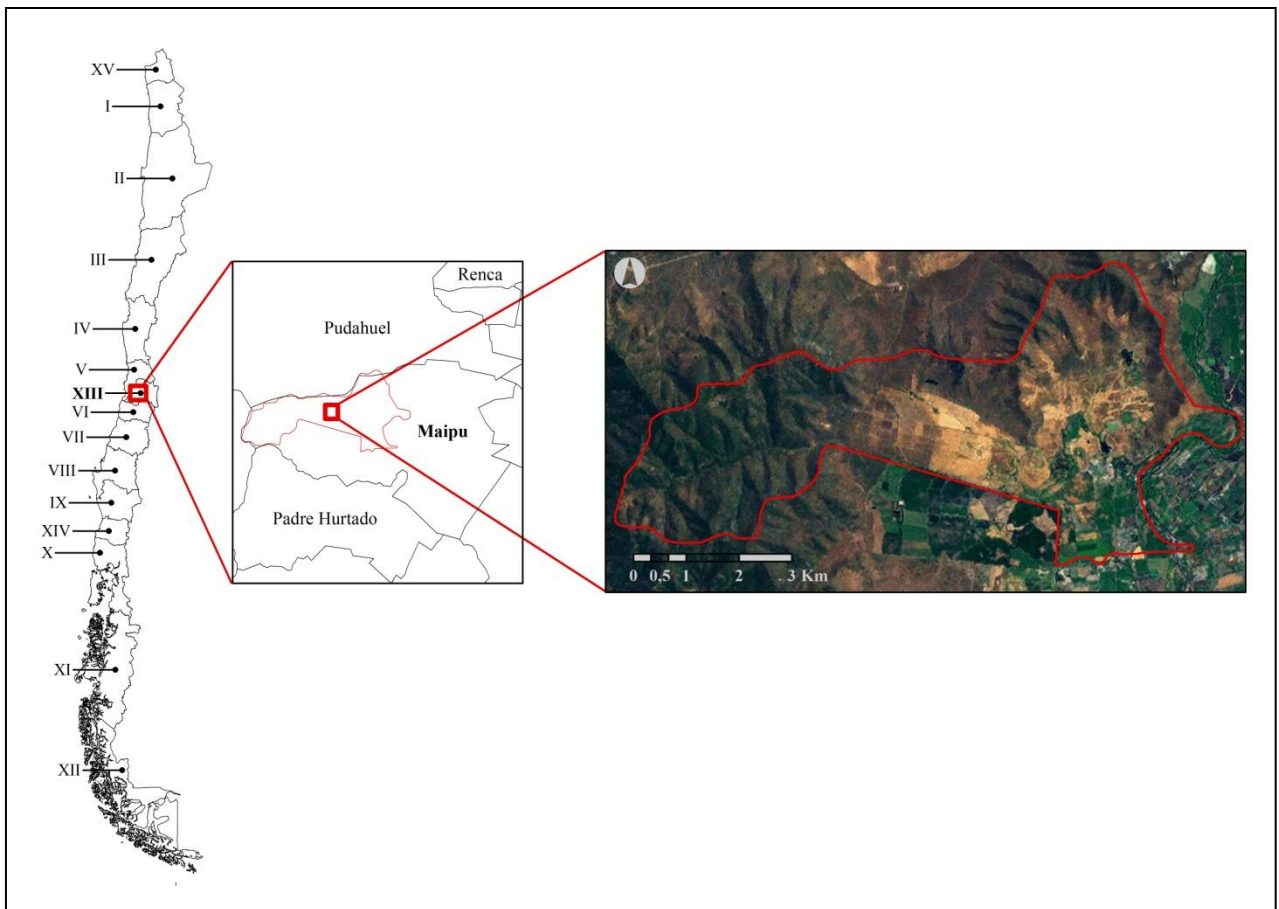 XV
I
II
III
IV
V
XIII
VI
VII
VIII
IX
XIV
X
XI
XII
Renca
Pudahuel
Maipu
Padre Hurtado
0 0,5 1 2 3 Km